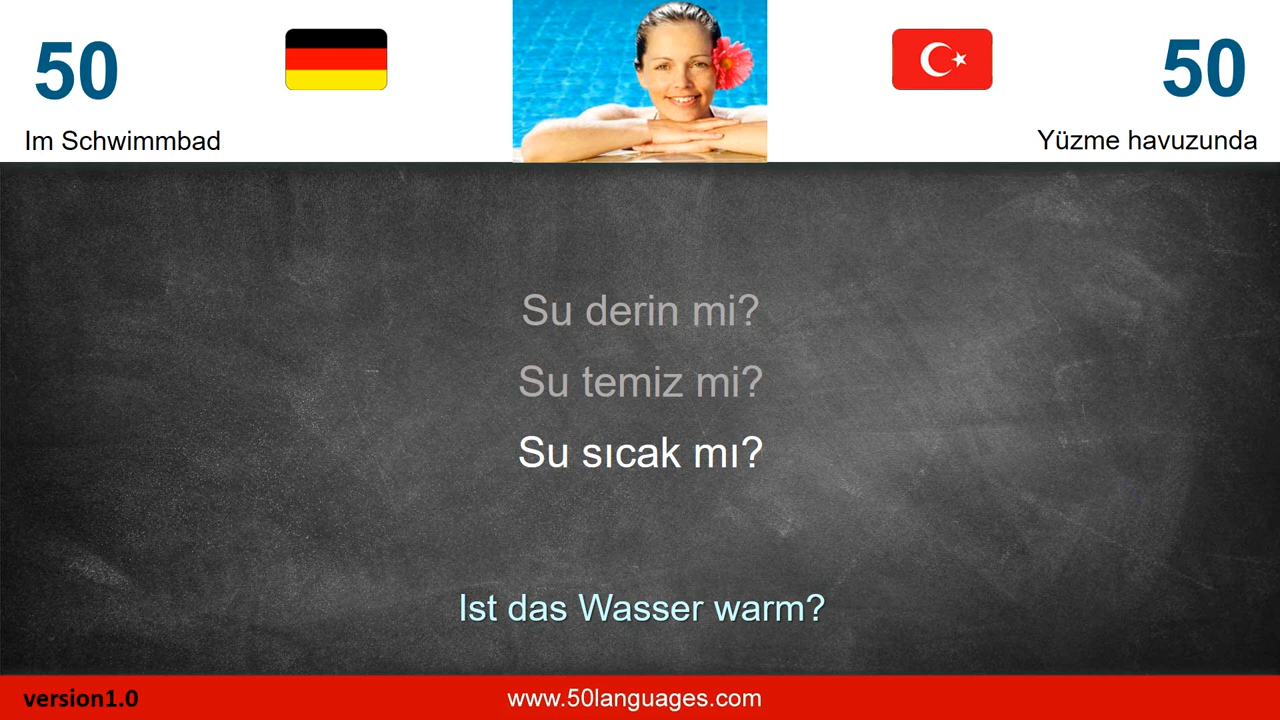 50
50
Im Schwimmbad
Yüzme havuzunda
Su derin mi?
Su temiz mi?
Su sıcak mı?
Ist das Wasser warm?
version1.0
www.50languages.com